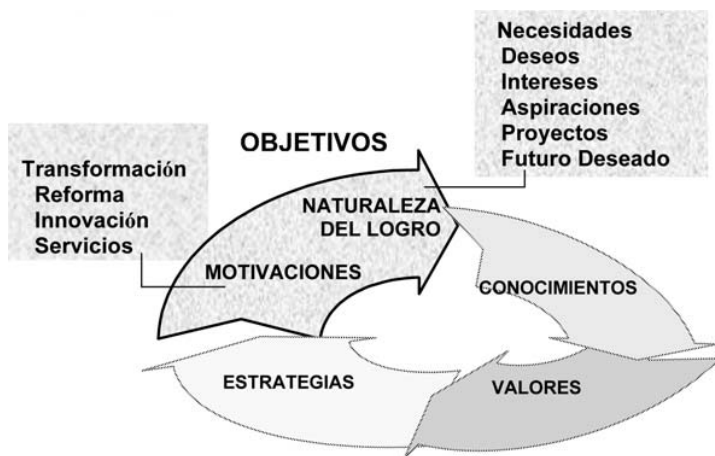 Necesidades
Deseos
Intereses
Aspiraciones
Proyectos
Futuro Deseado
OBJETIVOS
Transformación
Reforma
Innovación
Servicios
NATURALEZA
DEL LOGRO
MOTIVACIONES
CONOCIMIENTOS
ESTRATEGIAS
VALORES